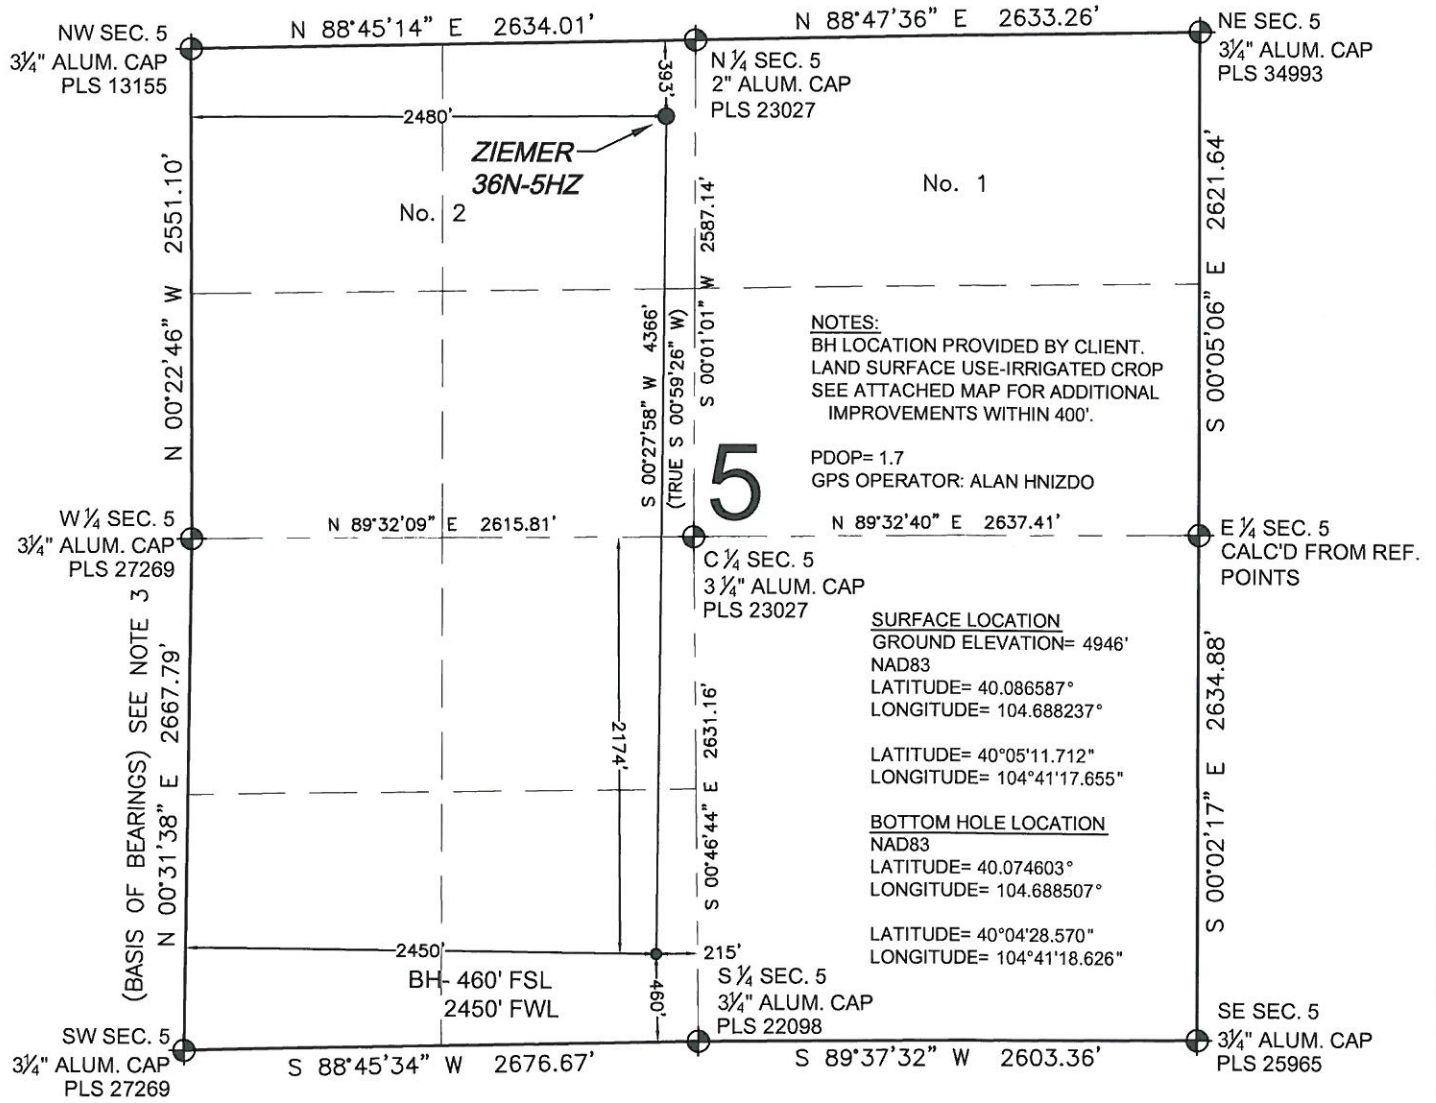 N 88°45'14" E 2634.01'
N 88°47'36" E 2633.26'
NW SEC. 5
3¼" ALUM. CAP
PLS 13155
N ¼ SEC. 5
2" ALUM. CAP
PLS 23027
NE SEC. 5
3¼" ALUM. CAP
PLS 34993
393'
2480'
ZIEMER
36N-5HZ
No. 2
No. 1
N 00°22'46" W 2551.10'
S 00°27'58" W 4366'
(TRUE S 00°59'26" W)
S 00°01'01" W 2587.14'
S 00°05'06" E 2621.64'
NOTES:
BH LOCATION PROVIDED BY CLIENT.
LAND SURFACE USE-IRRIGATED CROP
SEE ATTACHED MAP FOR ADDITIONAL
IMPROVEMENTS WITHIN 400'.
PDOP= 1.7
GPS OPERATOR: ALAN HNIZDO
5
W ¼ SEC. 5
3¼" ALUM. CAP
PLS 27269
N 89°32'09" E 2615.81'
N 89°32'40" E 2637.41'
C ¼ SEC. 5
3 ¼" ALUM. CAP
PLS 23027
E ¼ SEC. 5
CALC'D FROM REF.
POINTS
(BASIS OF BEARINGS) SEE NOTE 3
N 00°31'38" E 2667.79'
2174'
S 00°46'44" E 2631.16'
S 00°02'17" E 2634.88'
SURFACE LOCATION
GROUND ELEVATION= 4946'
NAD83
LATITUDE= 40.086587°
LONGITUDE= 104.688237°
LATITUDE= 40°05'11.712"
LONGITUDE= 104°41'17.655"
BOTTOM HOLE LOCATION
NAD83
LATITUDE= 40.074603°
LONGITUDE= 104.688507°
LATITUDE= 40°04'28.570"
LONGITUDE= 104°41'18.626"
2450'
215'
BH- 460' FSL
2450' FWL
460'
S ¼ SEC. 5
3¼" ALUM. CAP
PLS 22098
SW SEC. 5
3¼" ALUM. CAP
PLS 27269
S 88°45'34" W 2676.67'
S 89°37'32" W 2603.36'
SE SEC. 5
3¼" ALUM. CAP
PLS 25965